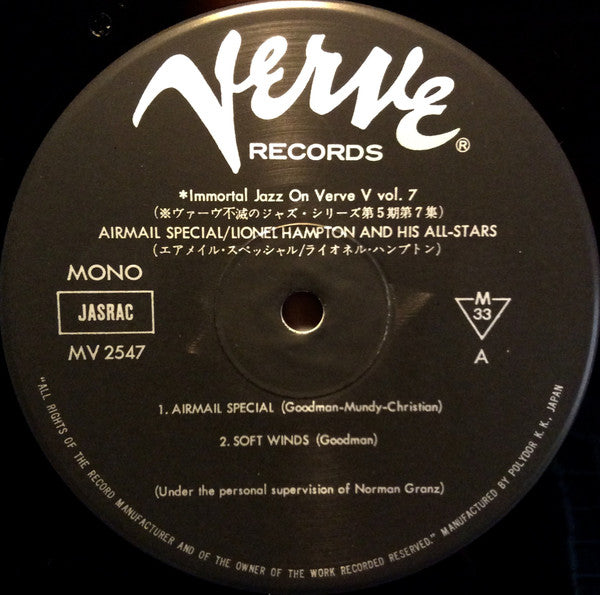 Verve
RECORDS ®
*Immortal Jazz On Verve V vol. 7
(※ヴァーヴ不滅のジャズ・シリーズ第5期第7集)
AIRMAIL SPECIAL/LIONEL HAMPTON AND HIS ALL-STARS
(エアメイル・スペッシャル/ライオネル・ハンプトン)
MONO
JASRAC
MV 2547
M
33
A
1. AIRMAIL SPECIAL (Goodman-Mundy-Christian)
2. SOFT WINDS (Goodman)
(Under the personal supervision of Norman Granz)
"ALL RIGHTS OF THE RECORD MANUFACTURER AND OF THE OWNER OF THE WORK RECORDED RESERVED." MANUFACTURED BY POLYDOR K. K., JAPAN